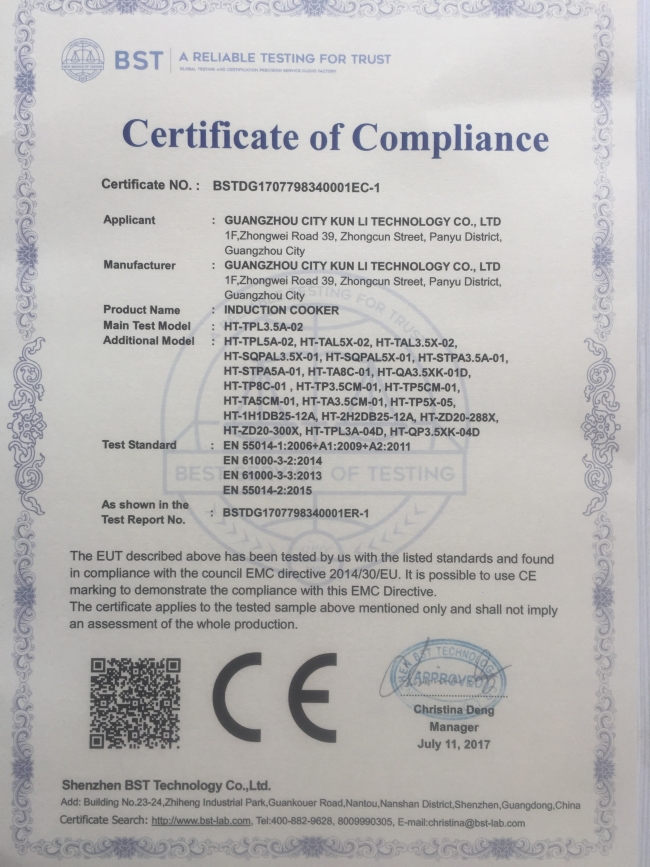 BST A RELIABLE TESTING FOR TRUST
Certificate of Compliance
Certificate NO. : BSTDG1707798340001EC-1
Applicant : GUANGZHOU CITY KUN LI TECHNOLOGY CO., LTD
1F,Zhongwei Road 39, Zhongcun Street, Panyu District,
Guangzhou City
Manufacturer : GUANGZHOU CITY KUN LI TECHNOLOGY CO., LTD
1F,Zhongwei Road 39, Zhongcun Street, Panyu District,
Guangzhou City
Product Name : INDUCTION COOKER
Main Test Model : HT-TPL3.5A-02
Additional Model : HT-TPL5A-02, HT-TAL5X-02, HT-TAL3.5X-02,
HT-SQPAL3.5X-01, HT-SQPAL5X-01, HT-STPA3.5A-01,
HT-STPA5A-01, HT-TA8C-01, HT-QA3.5XK-01D,
HT-TP8C-01 , HT-TP3.5CM-01, HT-TP5CM-01,
HT-TA5CM-01, HT-TA3.5CM-01, HT-TP5X-05,
HT-1H1DB25-12A, HT-2H2DB25-12A, HT-ZD20-288X,
HT-ZD20-300X, HT-TPL3A-04D, HT-QP3.5XK-04D
Test Standard : EN 55014-1:2006+A1:2009+A2:2011
EN 61000-3-2:2014
EN 61000-3-3:2013
EN 55014-2:2015
As shown in the
Test Report No. : BSTDG1707798340001ER-1
The EUT described above has been tested by us with the listed standards and found
in compliance with the council EMC directive 2014/30/EU. It is possible to use CE
marking to demonstrate the compliance with this EMC Directive.
The certificate applies to the tested sample above mentioned only and shall not imply
an assessment of the whole production.
CE
APPROVED
Christina Deng
Manager
July 11, 2017
Shenzhen BST Technology Co.,Ltd.
Add: Building No.23-24,Zhiheng Industrial Park,Guankouer Road,Nantou,Nanshan District,Shenzhen,Guangdong,China
Certificate Search: http://www.bst-lab.com, Tel:400-882-9628, 8009990305, E-mail:christina@bst-lab.com